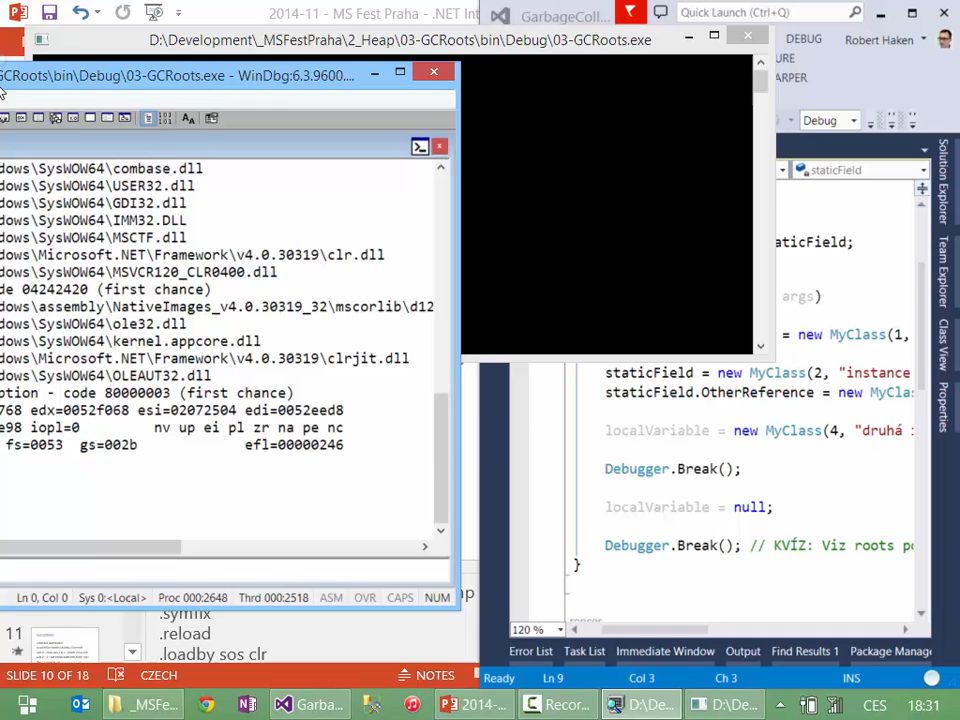 2014-11 - MS Fest Praha - .NET In
GarbageColl...
Quick Launch (Ctrl+Q)
D:\Development\_MSFestPraha\2_Heap\03-GCRoots\bin\Debug\03-GCRoots.exe
DEBUG
Robert Haken
URE
ARPER
GCRoots\bin\Debug\03-GCRoots.exe - WinDbg:6.3.9600....
Debug
dows\SysWOW64\combase.dll
dows\SysWOW64\USER32.dll
dows\SysWOW64\GDI32.dll
dows\SysWOW64\IMM32.DLL
dows\SysWOW64\MSCTF.dll
dows\Microsoft.NET\Framework\v4.0.30319\clr.dll
dows\SysWOW64\MSVCR120_CLR0400.dll
de 04242420 (first chance)
dows\assembly\NativeImages_v4.0.30319_32\mscorlib\d12
dows\SysWOW64\ole32.dll
dows\SysWOW64\kernel.appcore.dll
dows\Microsoft.NET\Framework\v4.0.30319\clrjit.dll
dows\SysWOW64\OLEAUT32.dll
ption - code 80000003 (first chance)
768 edx=0052f068 esi=02072504 edi=0052eed8
e98 iopl=0 nv up ei pl zr na pe nc
fs=0053 gs=002b efl=00000246
Ln 0, Col 0 Sys 0:<Local> Proc 000:2648 Thrd 000:2518 ASM OVR CAPS NUM
staticField
aticField;
args)
= new MyClass(1,
staticField = new MyClass(2, "instance
staticField.OtherReference = new MyCla
localVariable = new MyClass(4, "druhá i
Debugger.Break();
localVariable = null;
Debugger.Break(); // KVÍZ: Viz roots po
}
120 %
Solution Explorer
Team Explorer
Class View
Properties
Error List Task List Immediate Window Output Find Results 1 Package Manag
Ready Ln 9 Col 3 Ch 3 INS
11
.symfix
.reload
.loadby sos clr
SLIDE 10 OF 18 CZECH NOTES
_MSFe... Garba... 2014-... Recor... D:\De... D:\De... CES 18:31